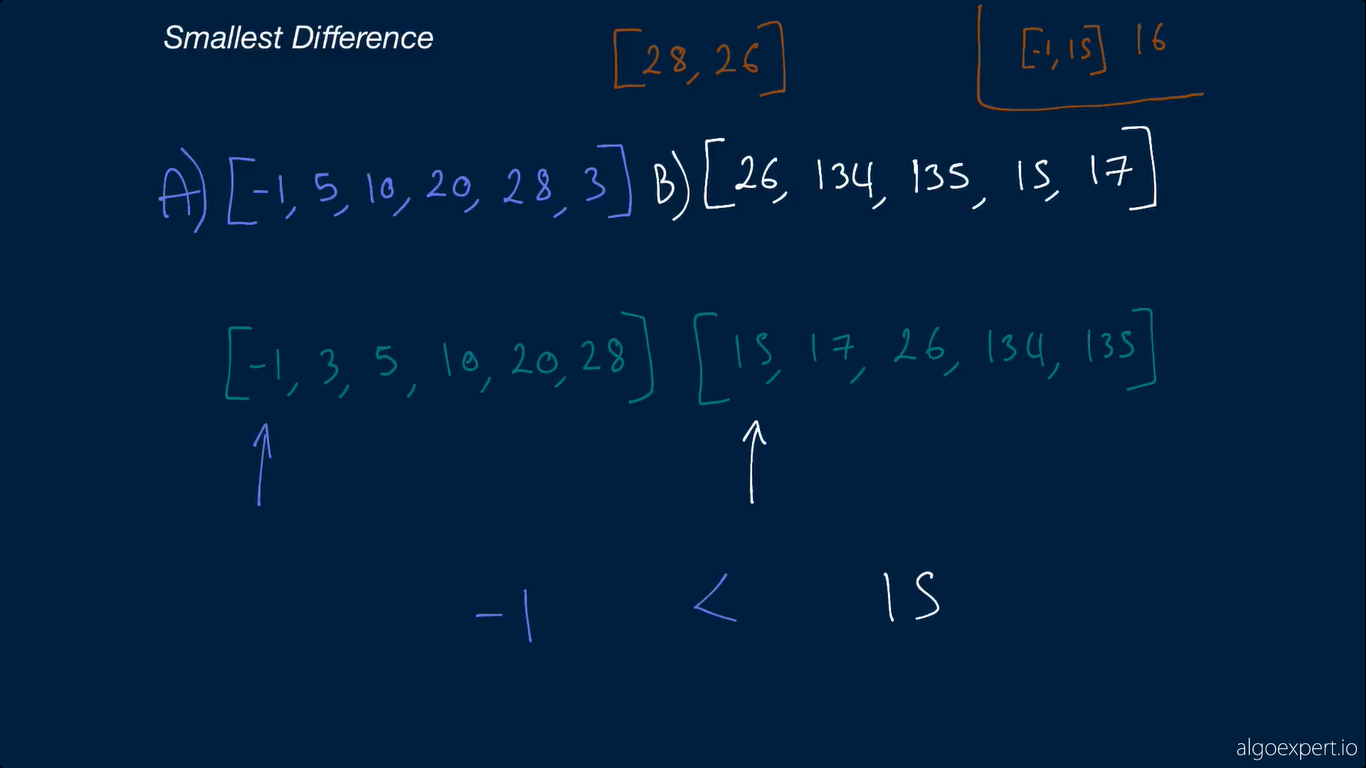 Smallest Difference
[28, 26]
[-1, 15] 16
A) [-1, 5, 10, 20, 28, 3] B) [26, 134, 135, 15, 17]
[-1, 3, 5, 10, 20, 28] [15, 17, 26, 134, 135]
-1 < 15
algoexpert.io